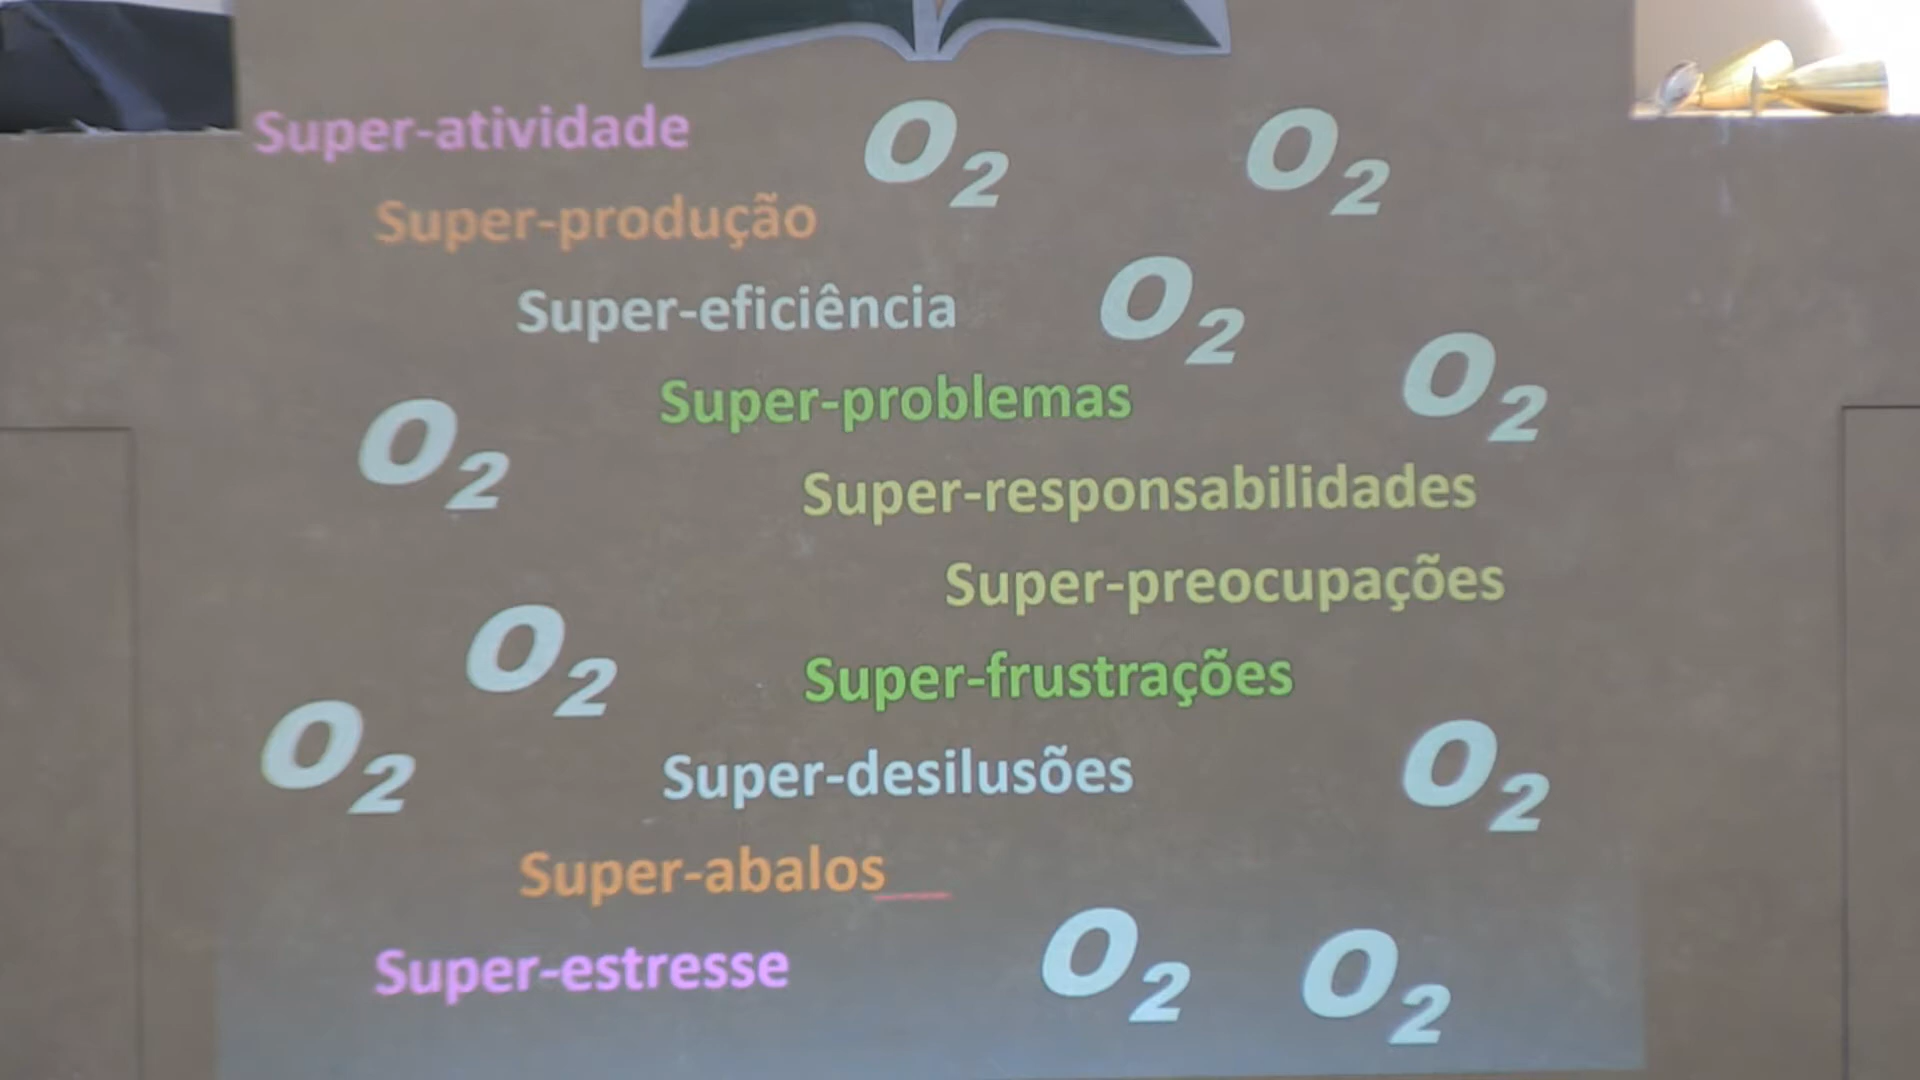 Super-atividade
O2 O2
Super-produção
Super-eficiência
O2
O2
Super-problemas
O2
Super-responsabilidades
Super-preocupações
O2
Super-frustrações
O2
Super-desilusões
O2
Super-abalos
Super-estresse
O2 O2